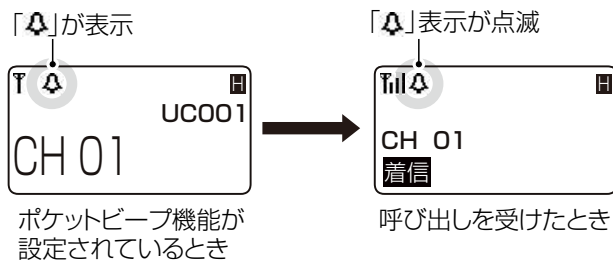 「🔔」が表示
「🔔」表示が点滅
H
UC001
CH 01
H
CH 01
着信
ポケットビープ機能が
設定されているとき
呼び出しを受けたとき